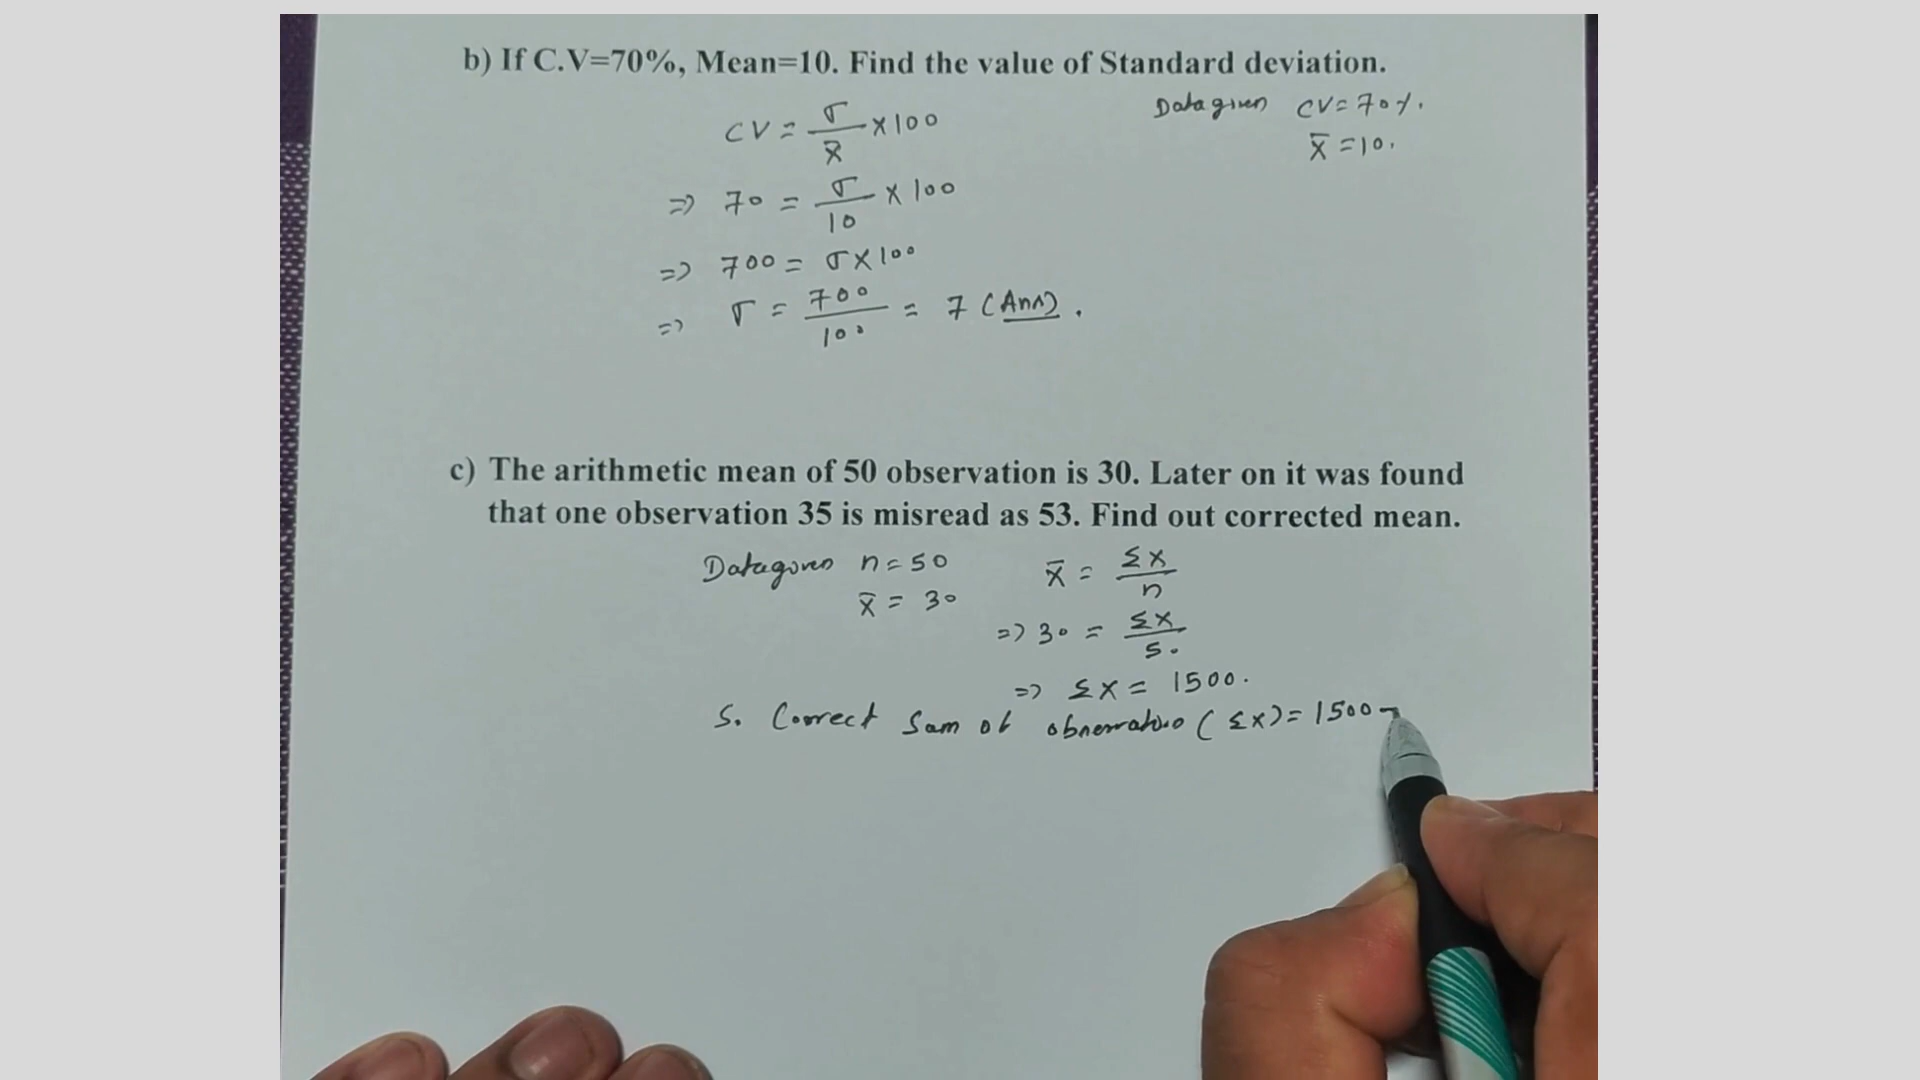 b) If C.V=70%, Mean=10. Find the value of Standard deviation.
Data given CV=70%.
x̄ =10.
CV = σ/x̄ ×100
=> 70 = σ/10 × 100
=> 700 = σ×100
=> σ = 700/100 = 7 (Ans).
c) The arithmetic mean of 50 observation is 30. Later on it was found
that one observation 35 is misread as 53. Find out corrected mean.
Data given n = 50
x̄ = 30
x̄ = Σx/n
=> 30 = Σx/50
=> Σx = 1500.
So Correct Sum of observation (Σx) = 1500 -